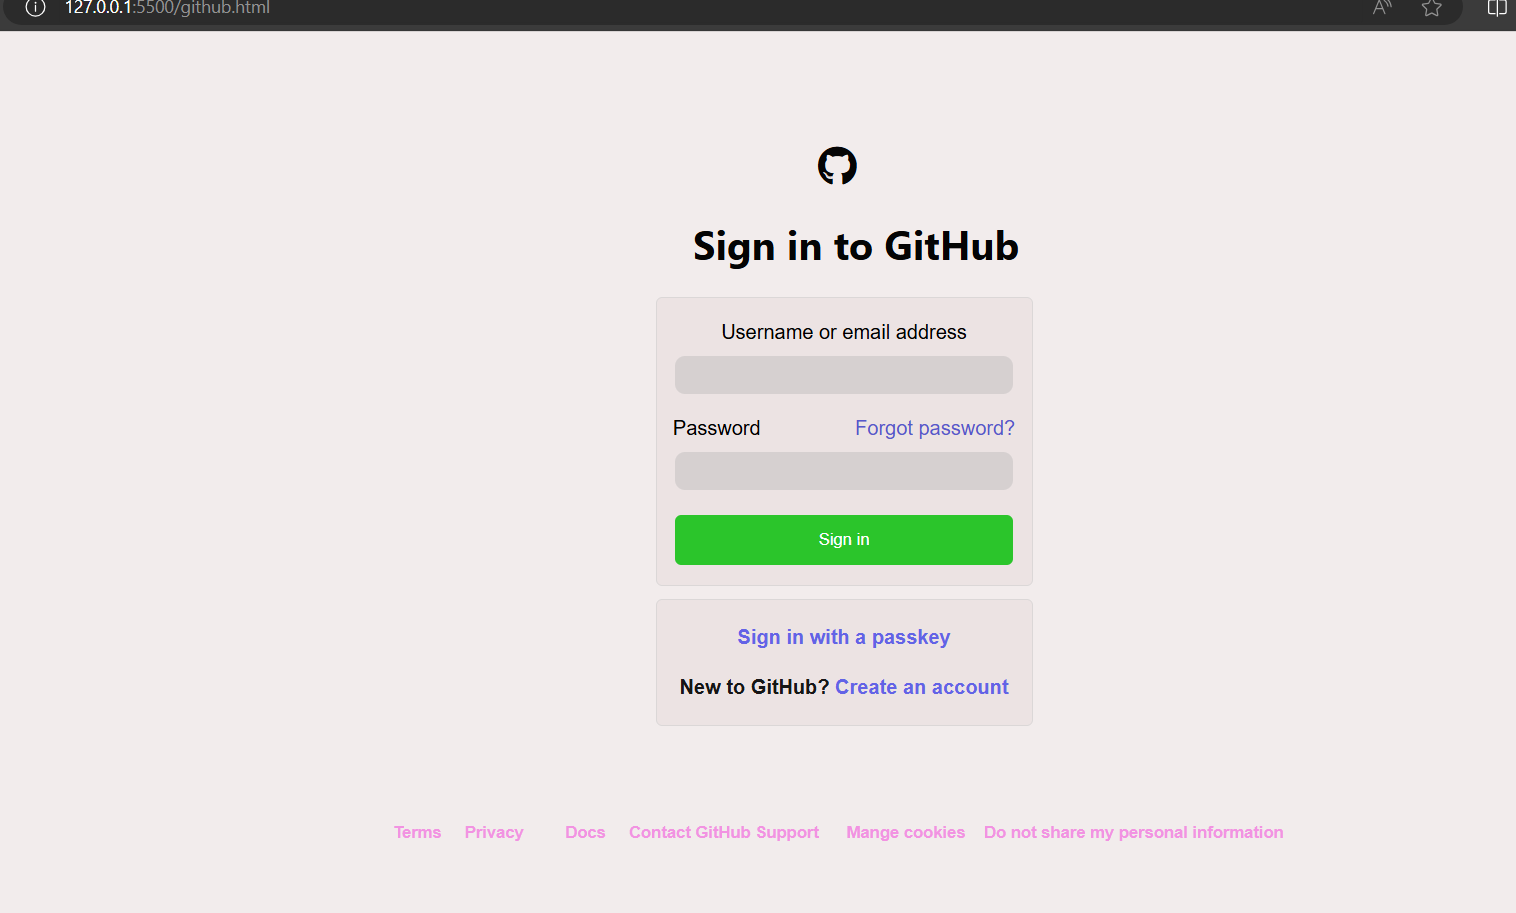 127.0.0.1:5500/github.html
Sign in to GitHub
Username or email address
Password Forgot password?
Sign in
Sign in with a passkey
New to GitHub? Create an account
Terms Privacy Docs Contact GitHub Support Mange cookies Do not share my personal information